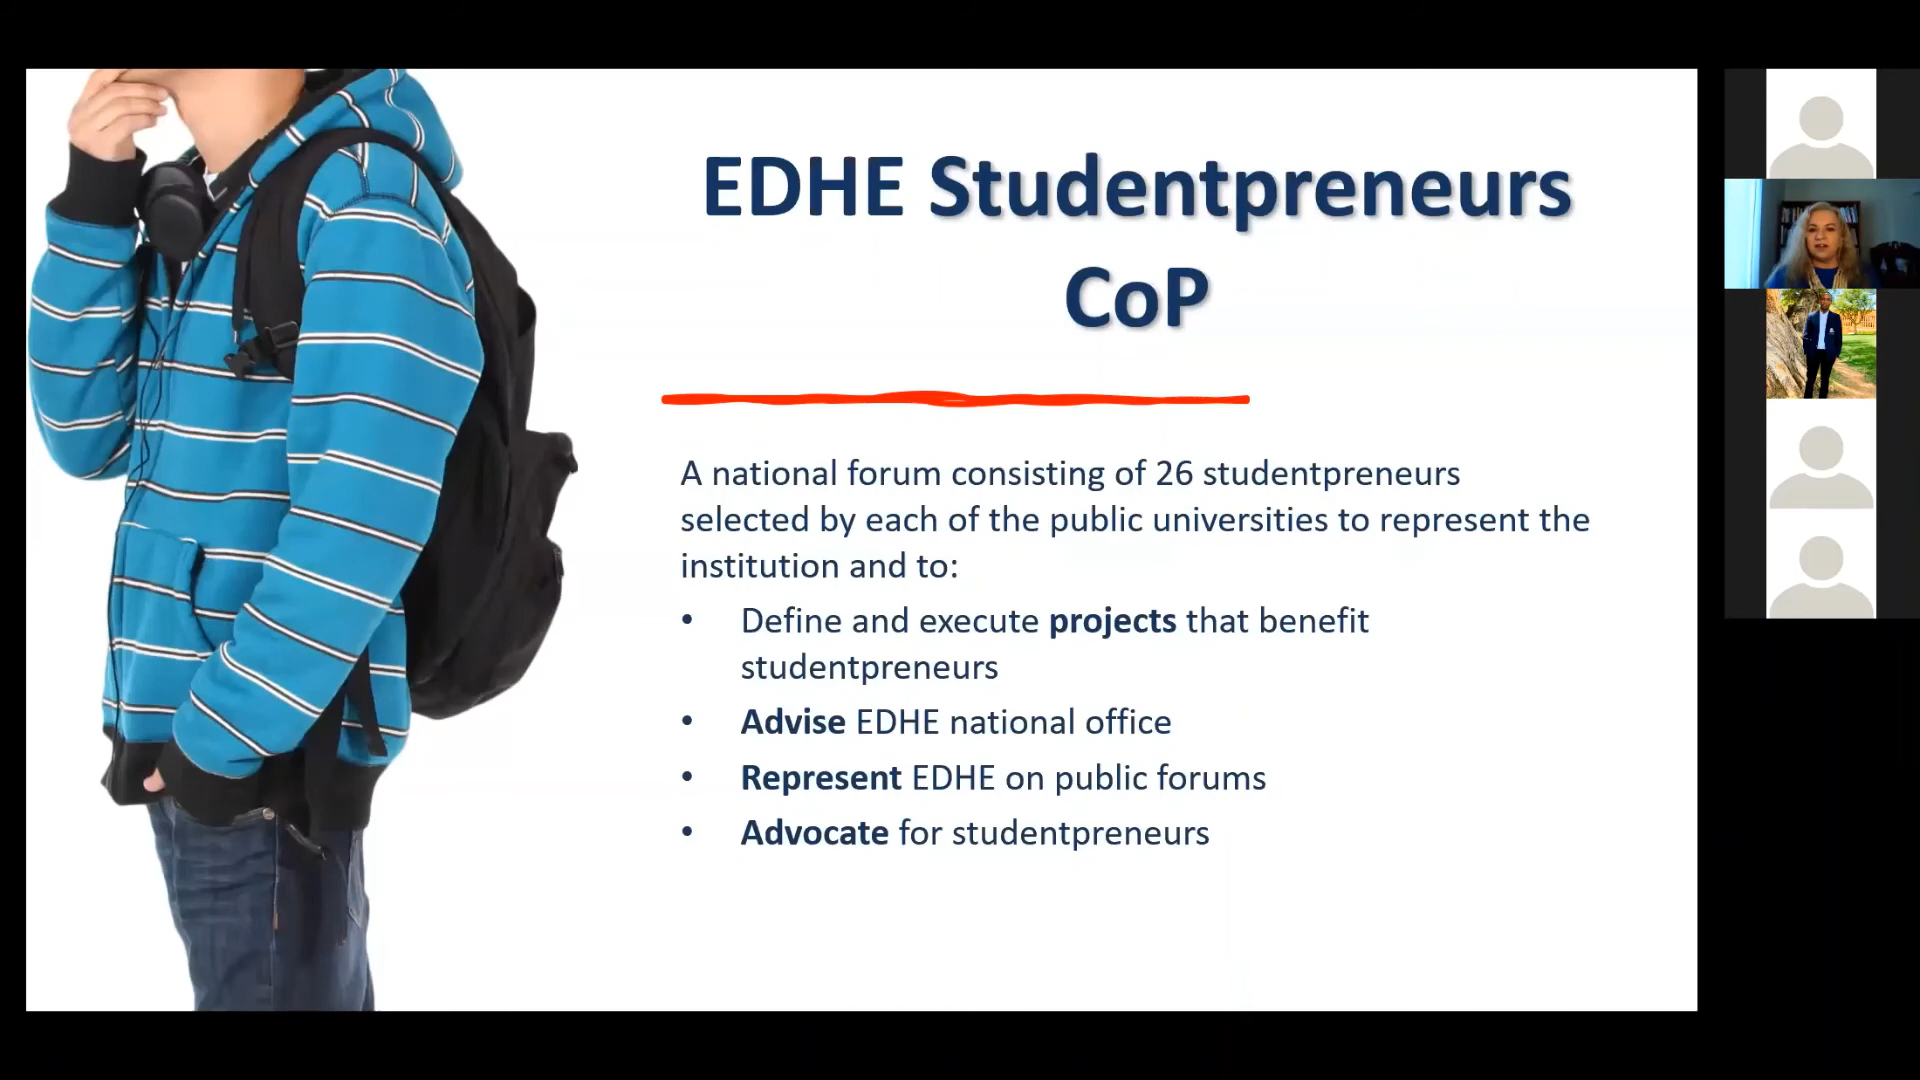 EDHE Studentpreneurs
CoP
A national forum consisting of 26 studentpreneurs
selected by each of the public universities to represent the
institution and to:
• Define and execute projects that benefit
studentpreneurs
• Advise EDHE national office
• Represent EDHE on public forums
• Advocate for studentpreneurs